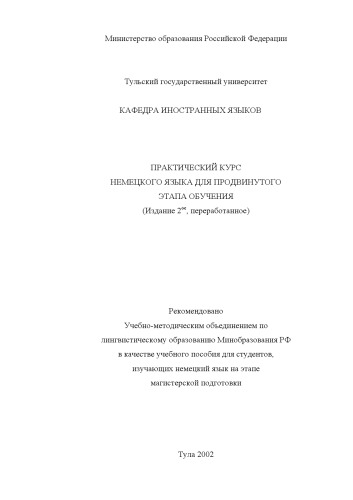 Министерство образования Российской Федерации
Тульский государственный университет
КАФЕДРА ИНОСТРАННЫХ ЯЗЫКОВ
ПРАКТИЧЕСКИЙ КУРС
НЕМЕЦКОГО ЯЗЫКА ДЛЯ ПРОДВИНУТОГО
ЭТАПА ОБУЧЕНИЯ
(Издание 2ое, переработанное)
Рекомендовано
Учебно-методическим объединением по
лингвистическому образованию Минобразования РФ
в качестве учебного пособия для студентов,
изучающих немецкий язык на этапе
магистерской подготовки
Тула 2002